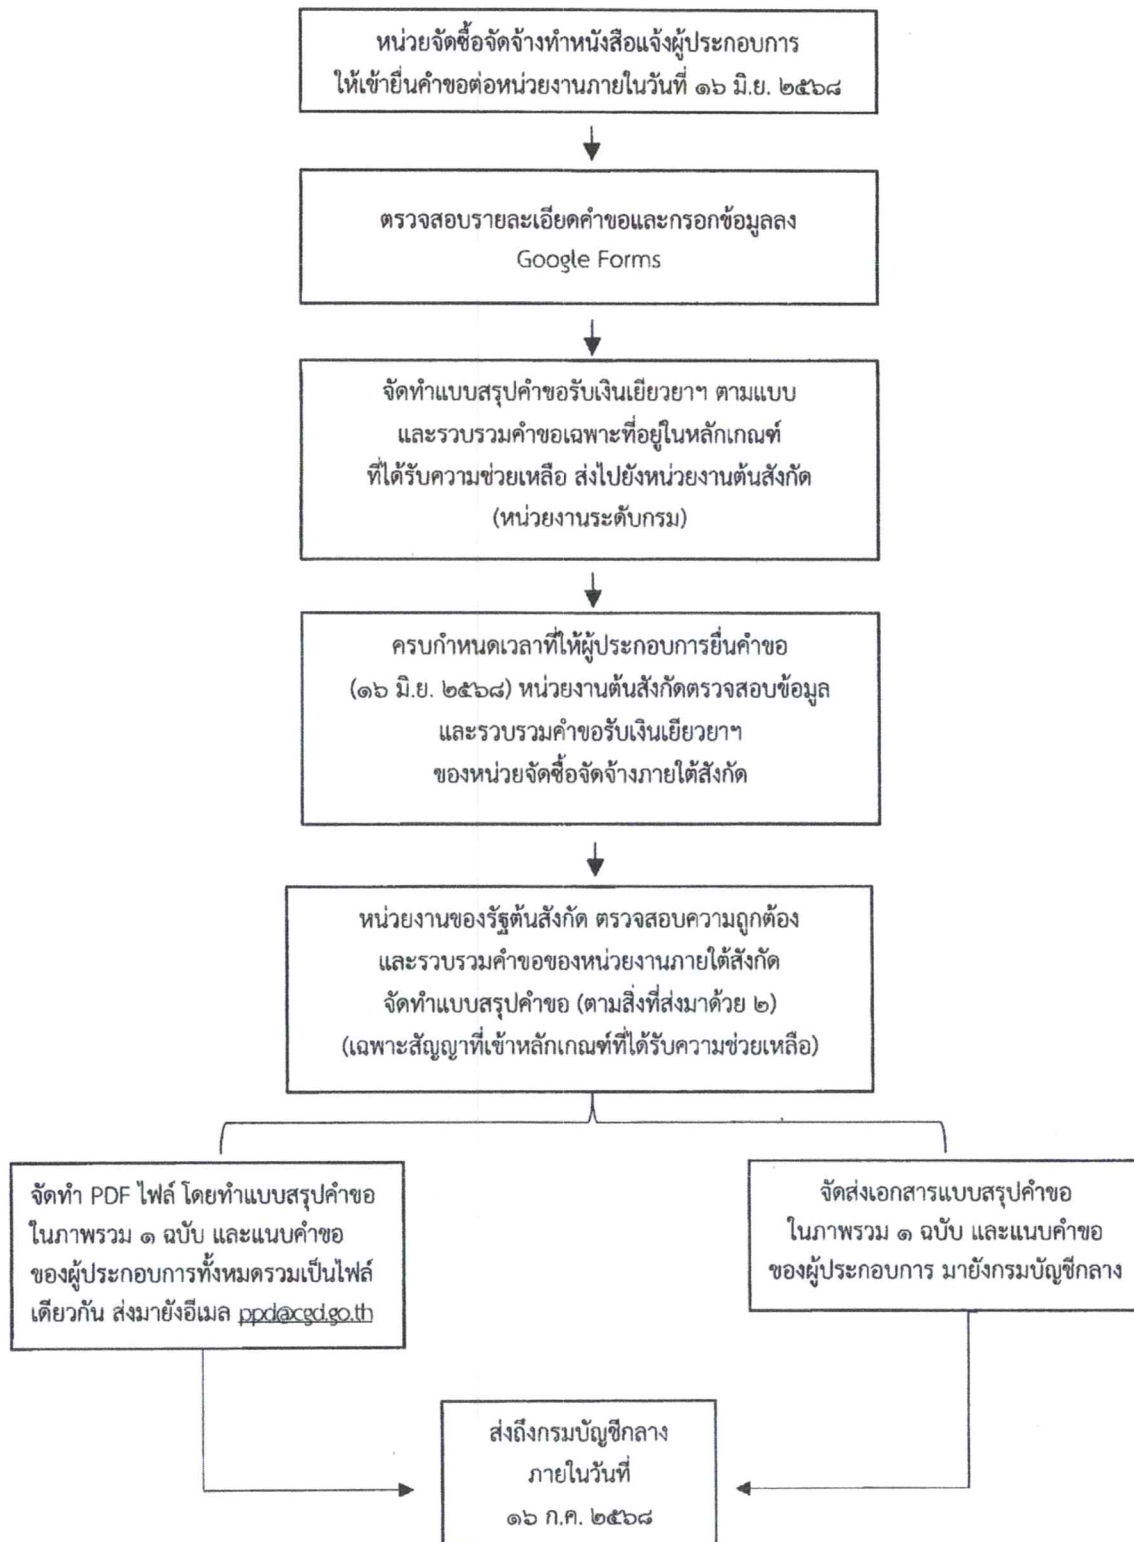 หน่วยจัดซื้อจัดจ้างทำหนังสือแจ้งผู้ประกอบการ
ให้เข้ายื่นคำขอต่อหน่วยงานภายในวันที่ ๑๖ มิ.ย. ๒๕๖๘
ตรวจสอบรายละเอียดคำขอและกรอกข้อมูลลง
Google Forms
จัดทำแบบสรุปคำขอรับเงินเยียวยาฯ ตามแบบ
และรวบรวมคำขอเฉพาะที่อยู่ในหลักเกณฑ์
ที่ได้รับความช่วยเหลือ ส่งไปยังหน่วยงานต้นสังกัด
(หน่วยงานระดับกรม)
ครบกำหนดเวลาที่ให้ผู้ประกอบการยื่นคำขอ
(๑๖ มิ.ย. ๒๕๖๘) หน่วยงานต้นสังกัดตรวจสอบข้อมูล
และรวบรวมคำขอรับเงินเยียวยาฯ
ของหน่วยจัดซื้อจัดจ้างภายใต้สังกัด
หน่วยงานของรัฐต้นสังกัด ตรวจสอบความถูกต้อง
และรวบรวมคำขอของหน่วยงานภายใต้สังกัด
จัดทำแบบสรุปคำขอ (ตามสิ่งที่ส่งมาด้วย ๒)
(เฉพาะสัญญาที่เข้าหลักเกณฑ์ที่ได้รับความช่วยเหลือ)
จัดทำ PDF ไฟล์ โดยทำแบบสรุปคำขอ
ในภาพรวม ๑ ฉบับ และแนบคำขอ
ของผู้ประกอบการทั้งหมดรวมเป็นไฟล์
เดียวกัน ส่งมายังอีเมล ppd@cgd.go.th
จัดส่งเอกสารแบบสรุปคำขอ
ในภาพรวม ๑ ฉบับ และแนบคำขอ
ของผู้ประกอบการ มายังกรมบัญชีกลาง
ส่งถึงกรมบัญชีกลาง
ภายในวันที่
๑๖ ก.ค. ๒๕๖๘